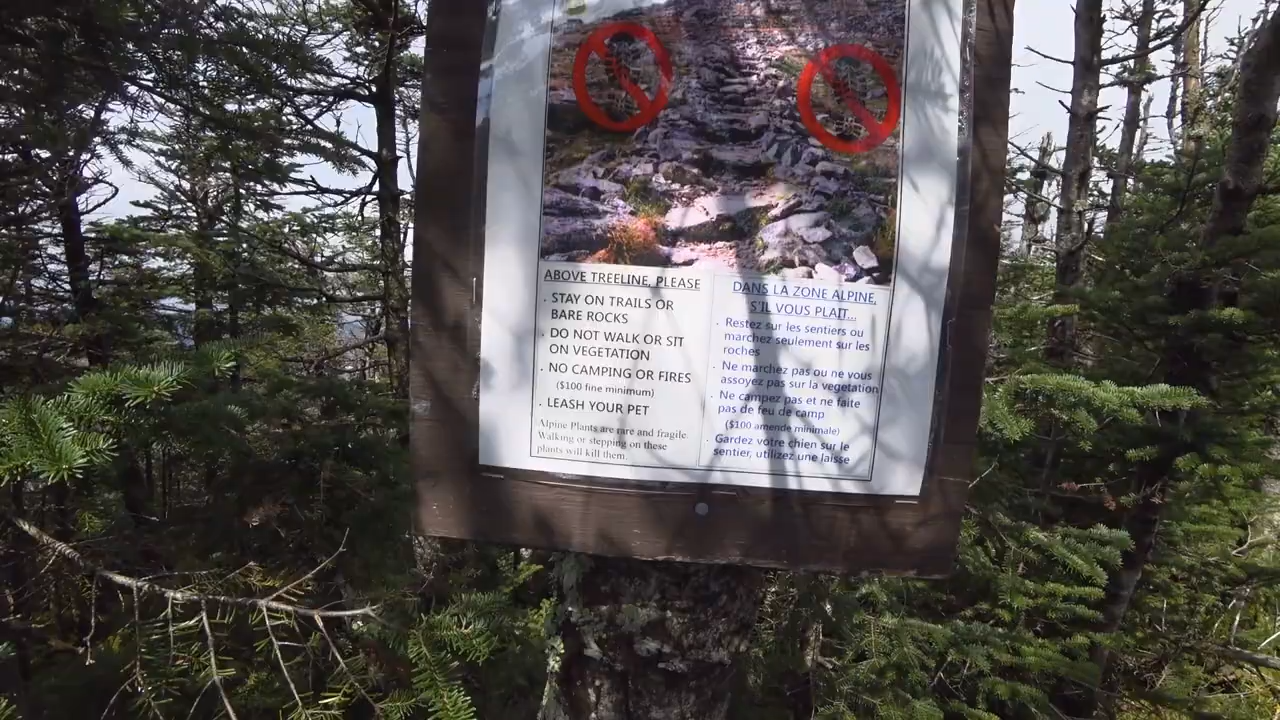 ABOVE TREELINE, PLEASE
. STAY ON TRAILS OR
BARE ROCKS
. DO NOT WALK OR SIT
ON VEGETATION
. NO CAMPING OR FIRES
($100 fine minimum)
. LEASH YOUR PET
Alpine Plants are rare and fragile.
Walking or stepping on these
plants will kill them.
DANS LA ZONE ALPINE,
S'IL VOUS PLAIT...
. Restez sur les sentiers ou
marchez seulement sur les
roches
. Ne marchez pas ou ne vous
assoyez pas sur la vegetation
. Ne campez pas et ne faite
pas de feu de camp
($100 amende minimale)
. Gardez votre chien sur le
sentier, utilizez une laisse